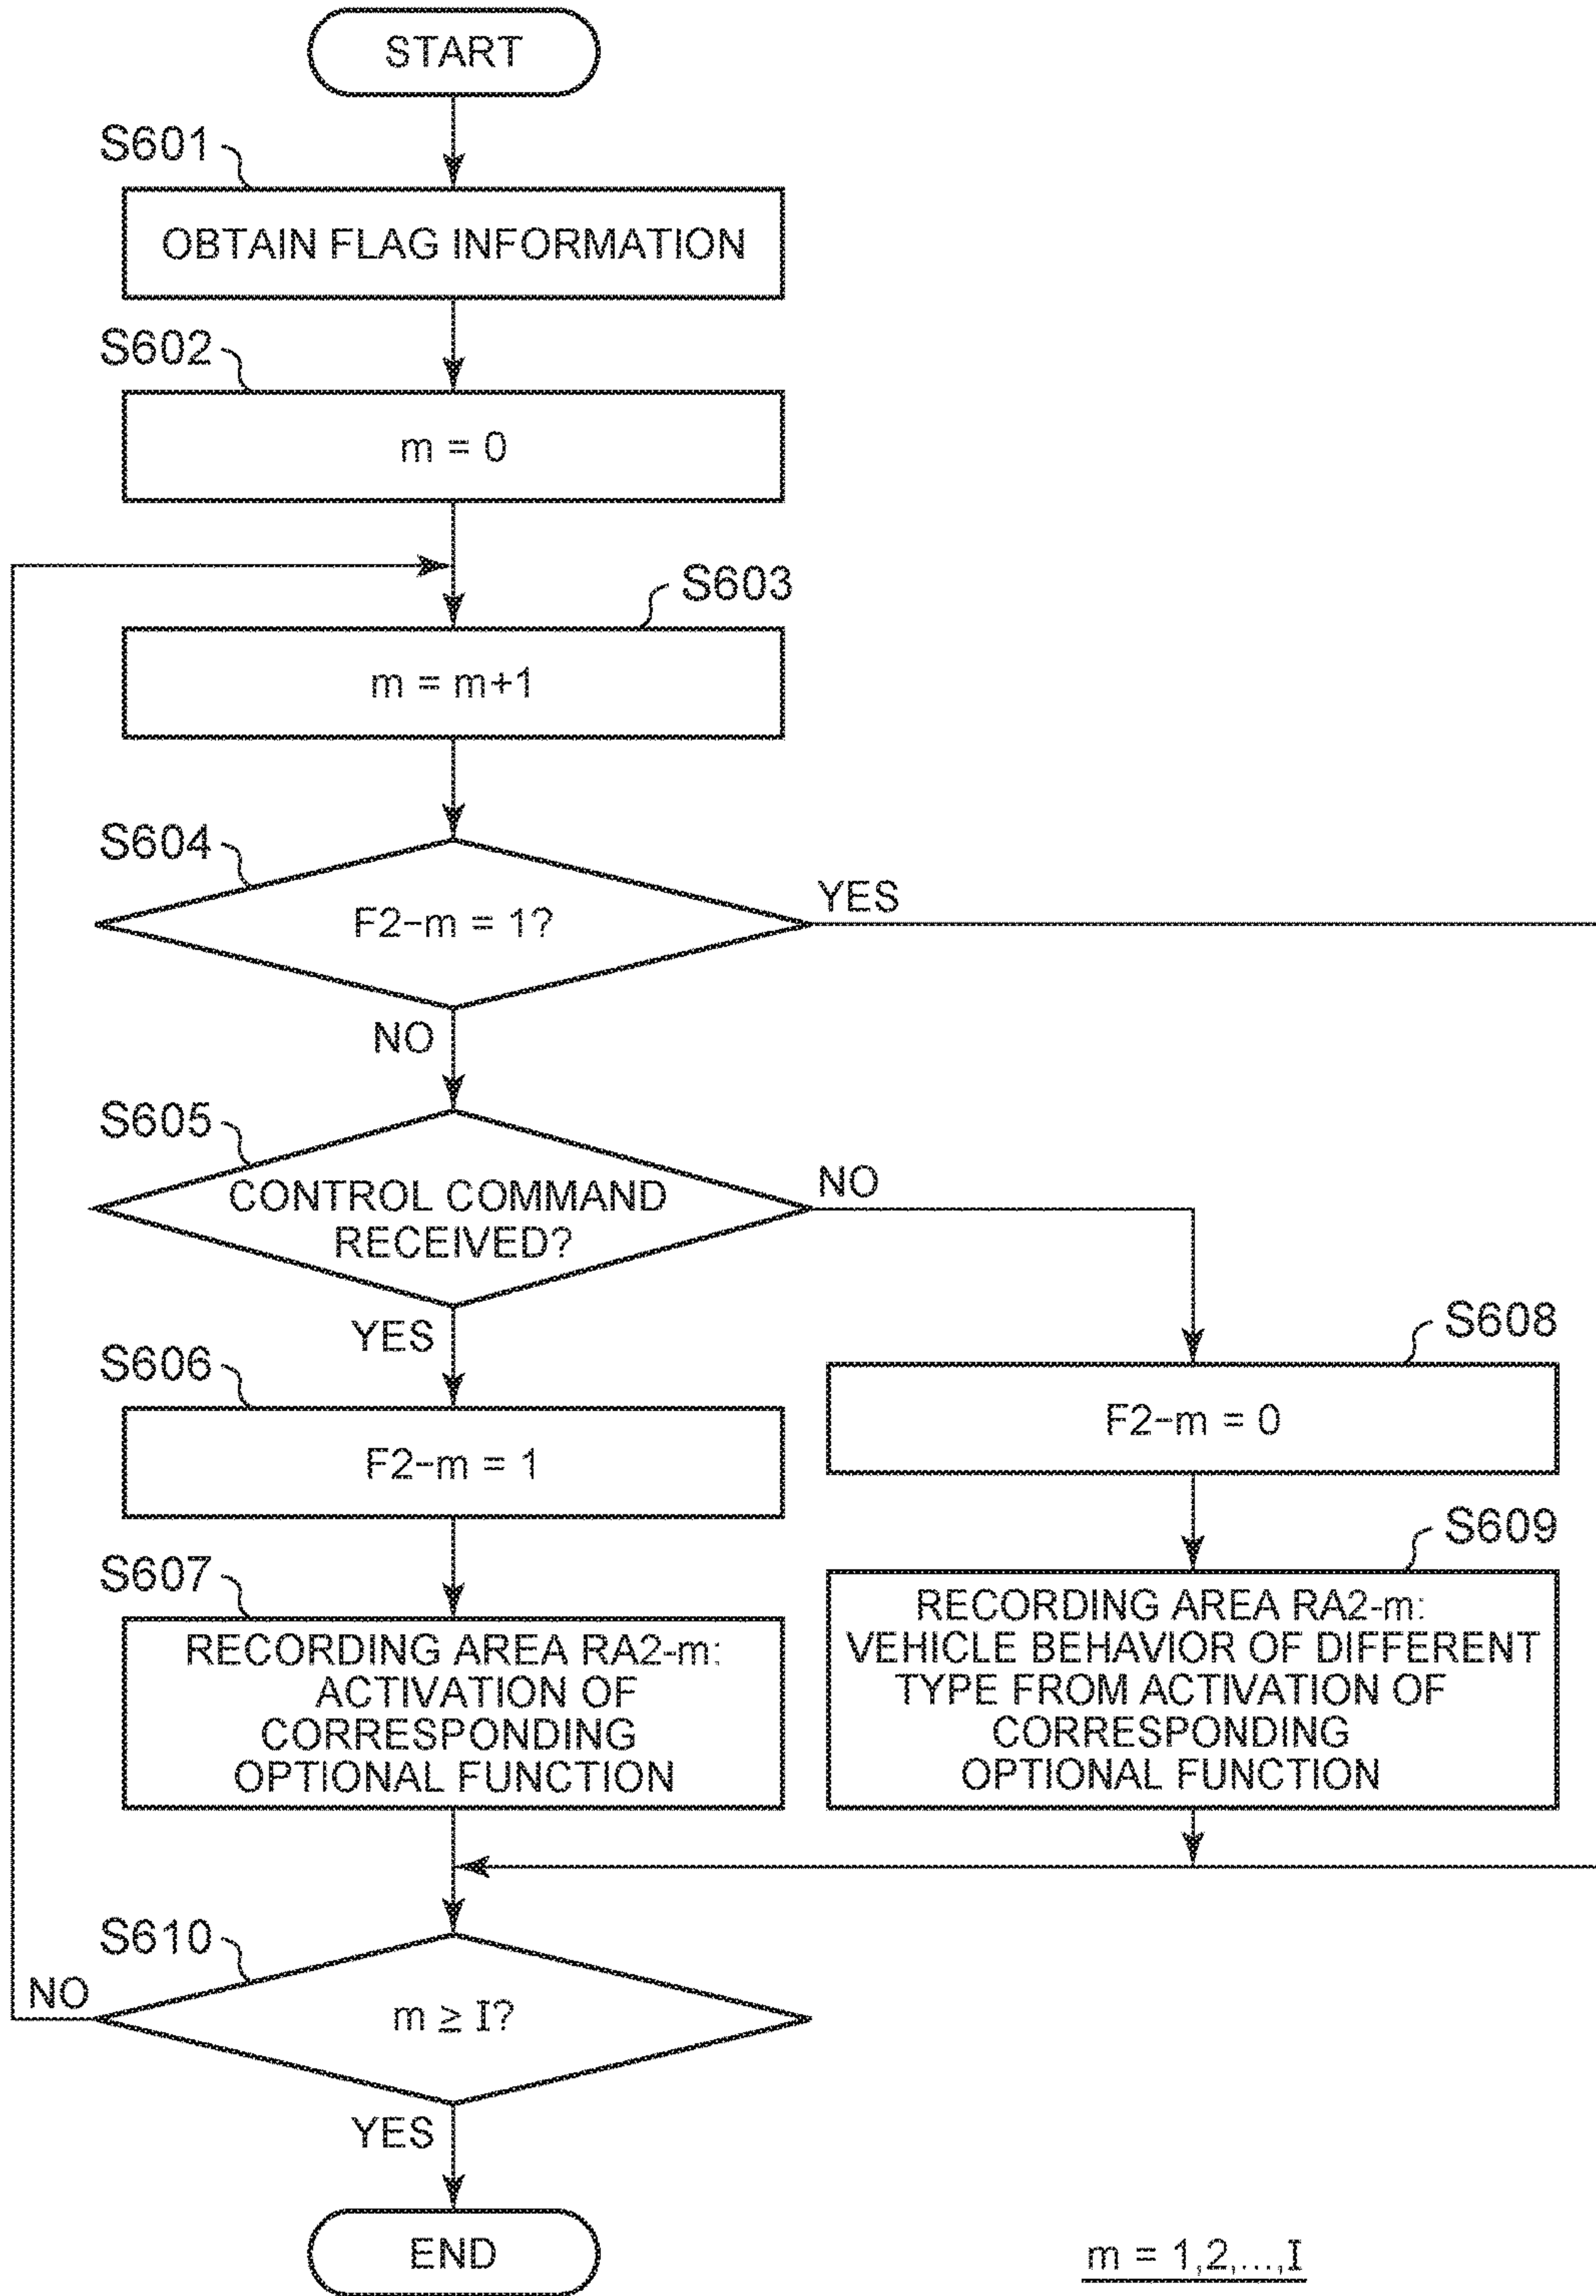 START
S601
OBTAIN FLAG INFORMATION
S602
m = 0
S603
m = m+1
S604
F2-m = 1?
YES
NO
S605
CONTROL COMMAND
RECEIVED?
NO
YES
S606
F2-m = 1
S608
F2-m = 0
S607
RECORDING AREA RA2-m:
ACTIVATION OF
CORRESPONDING
OPTIONAL FUNCTION
S609
RECORDING AREA RA2-m:
VEHICLE BEHAVIOR OF DIFFERENT
TYPE FROM ACTIVATION OF
CORRESPONDING
OPTIONAL FUNCTION
S610
m ≥ I?
NO
YES
END
m = 1,2,...,I